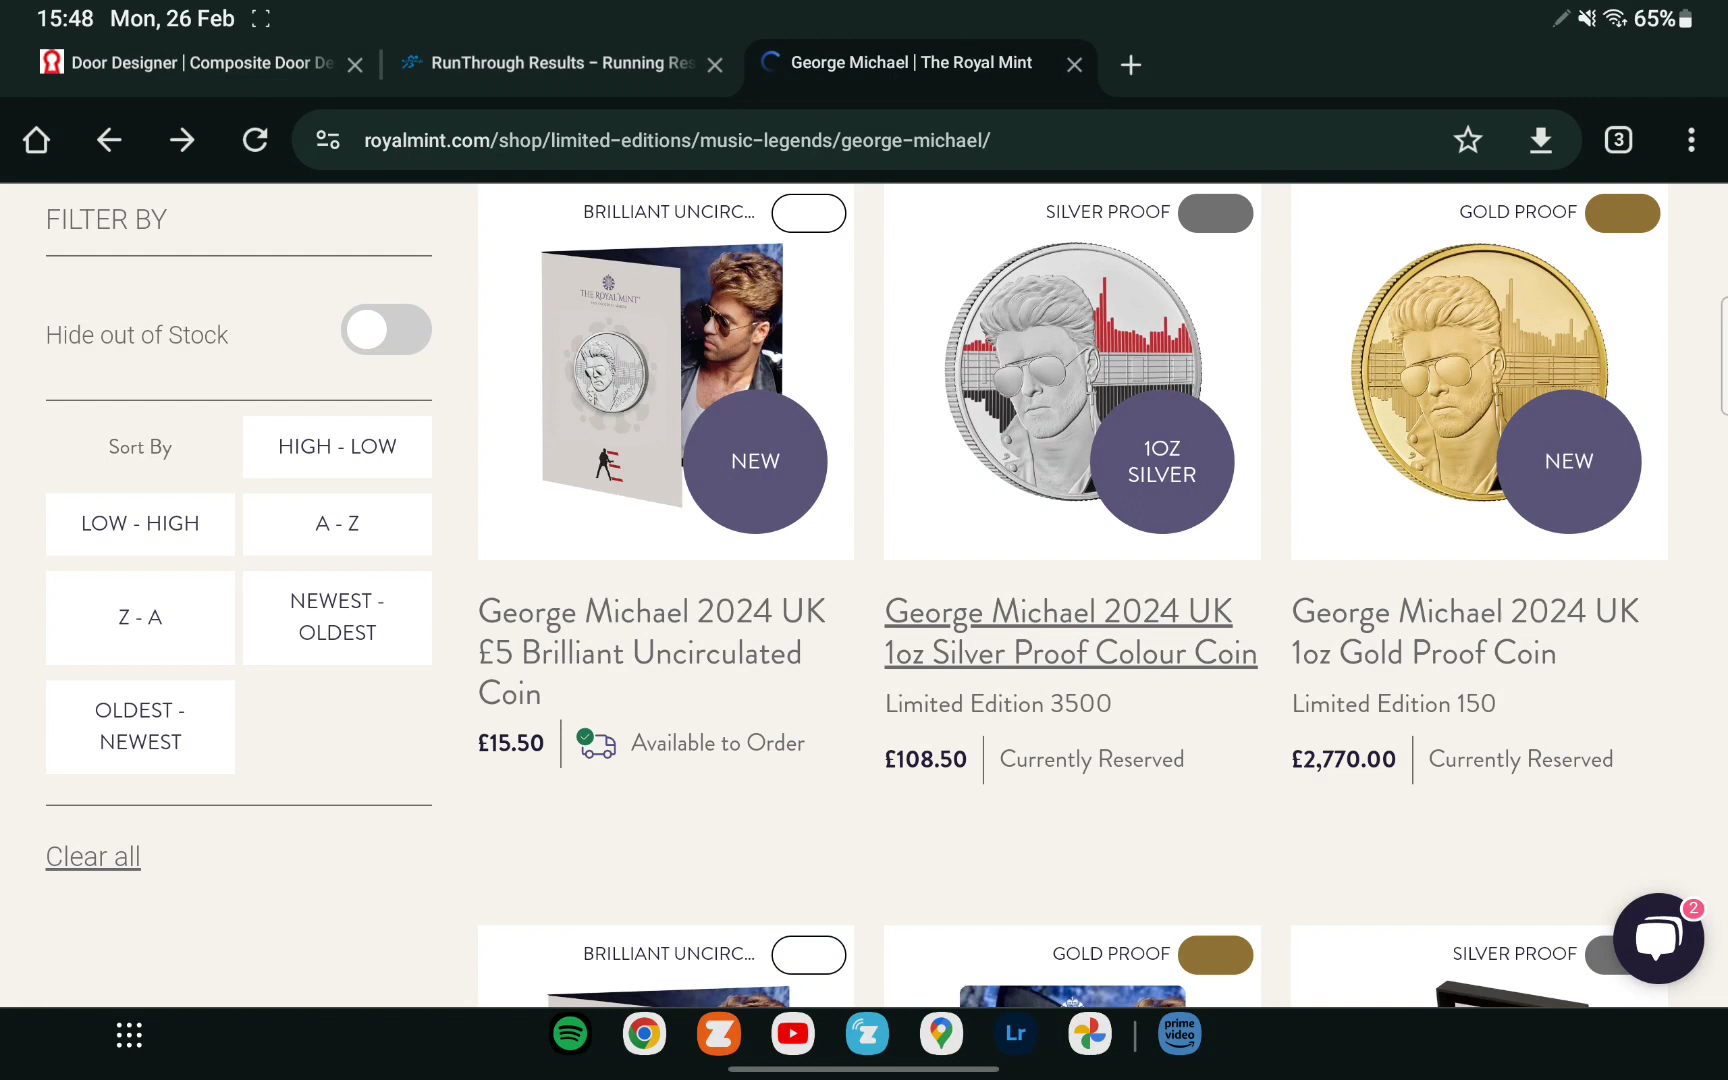 15:48 Mon, 26 Feb
65%
Door Designer | Composite Door De
RunThrough Results – Running Res
George Michael | The Royal Mint
royalmint.com/shop/limited-editions/music-legends/george-michael/
3
FILTER BY
Hide out of Stock
Sort By
HIGH - LOW
LOW - HIGH
A - Z
Z - A
NEWEST -
OLDEST
OLDEST -
NEWEST
Clear all
BRILLIANT UNCIRC...
THE ROYAL MINT
NEW
George Michael 2024 UK
£5 Brilliant Uncirculated
Coin
£15.50
Available to Order
SILVER PROOF
1OZ
SILVER
George Michael 2024 UK
1oz Silver Proof Colour Coin
Limited Edition 3500
£108.50
Currently Reserved
GOLD PROOF
NEW
George Michael 2024 UK
1oz Gold Proof Coin
Limited Edition 150
£2,770.00
Currently Reserved
BRILLIANT UNCIRC...
GOLD PROOF
SILVER PROOF
2
Lr
prime
video